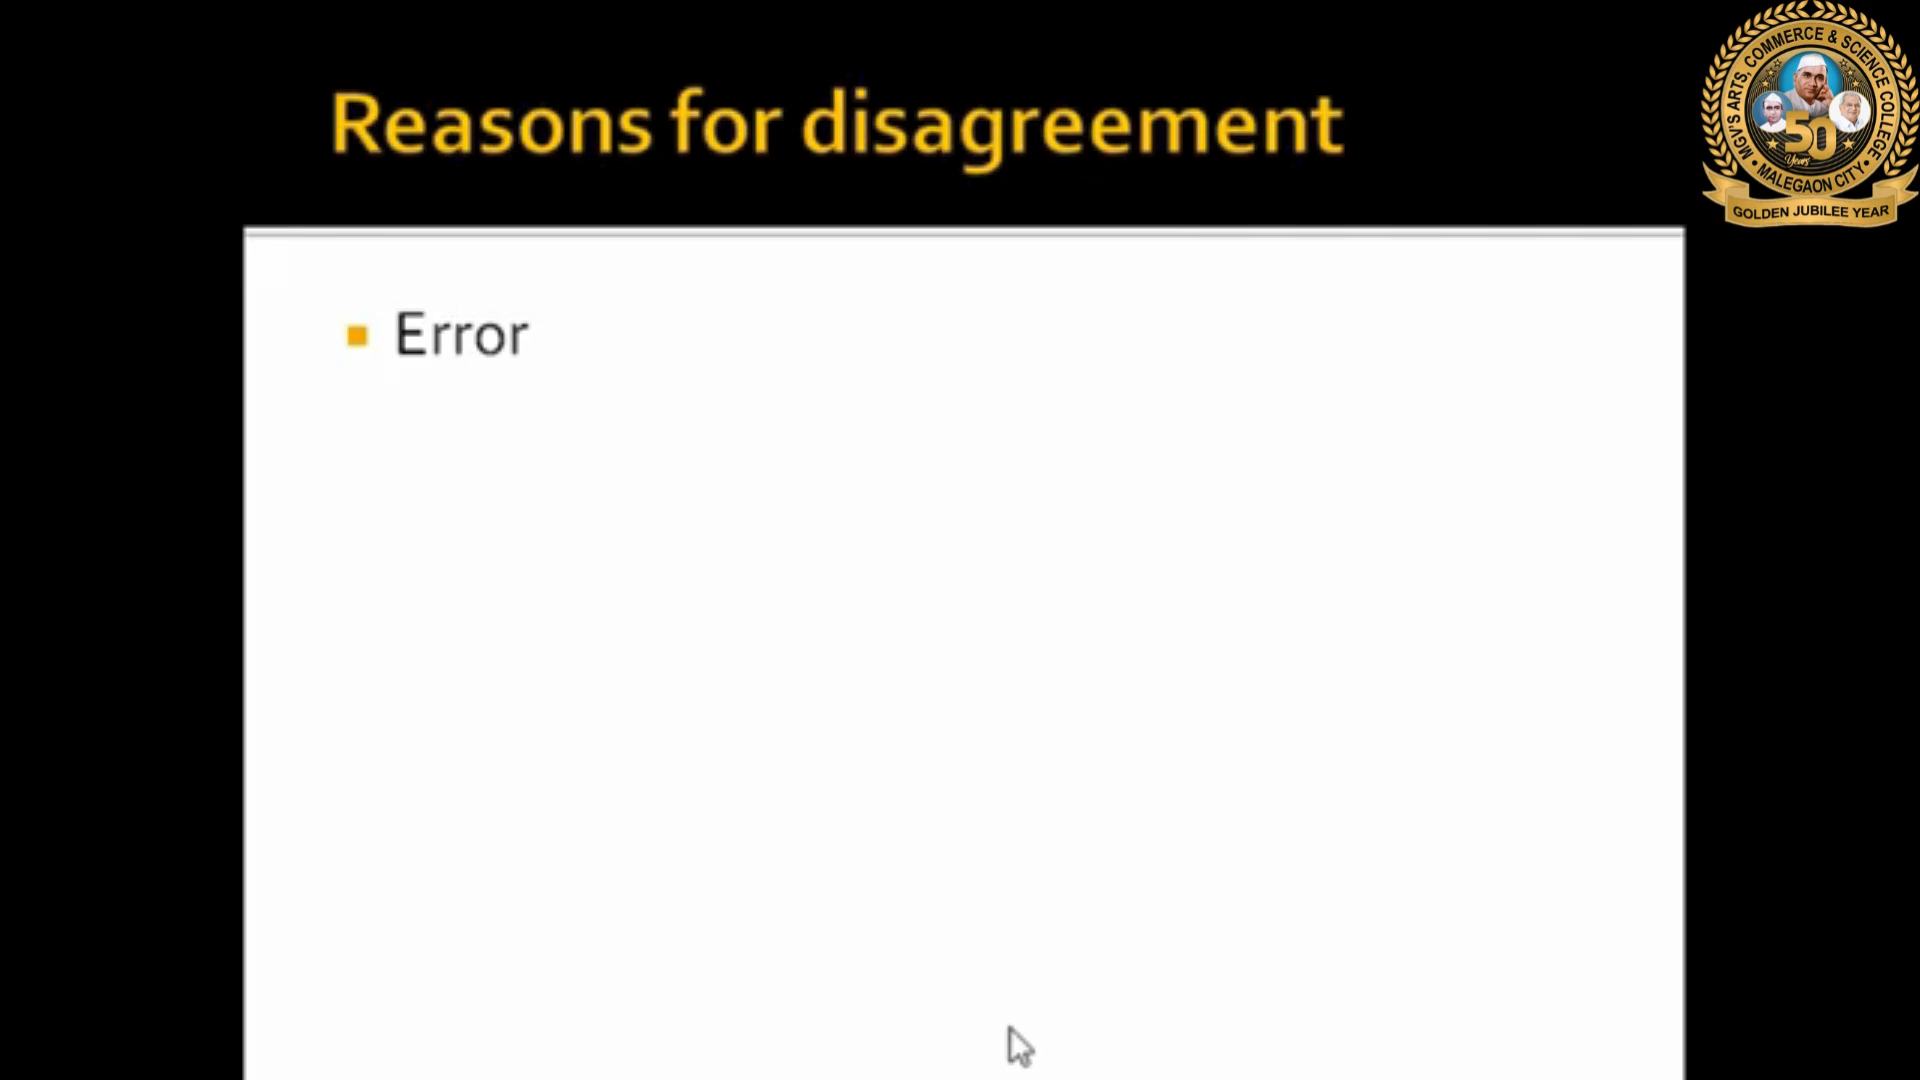 Reasons for disagreement
MGV'S ARTS, COMMERCE & SCIENCE COLLEGE
50
Years
• MALEGAON CITY •
GOLDEN JUBILEE YEAR
Error